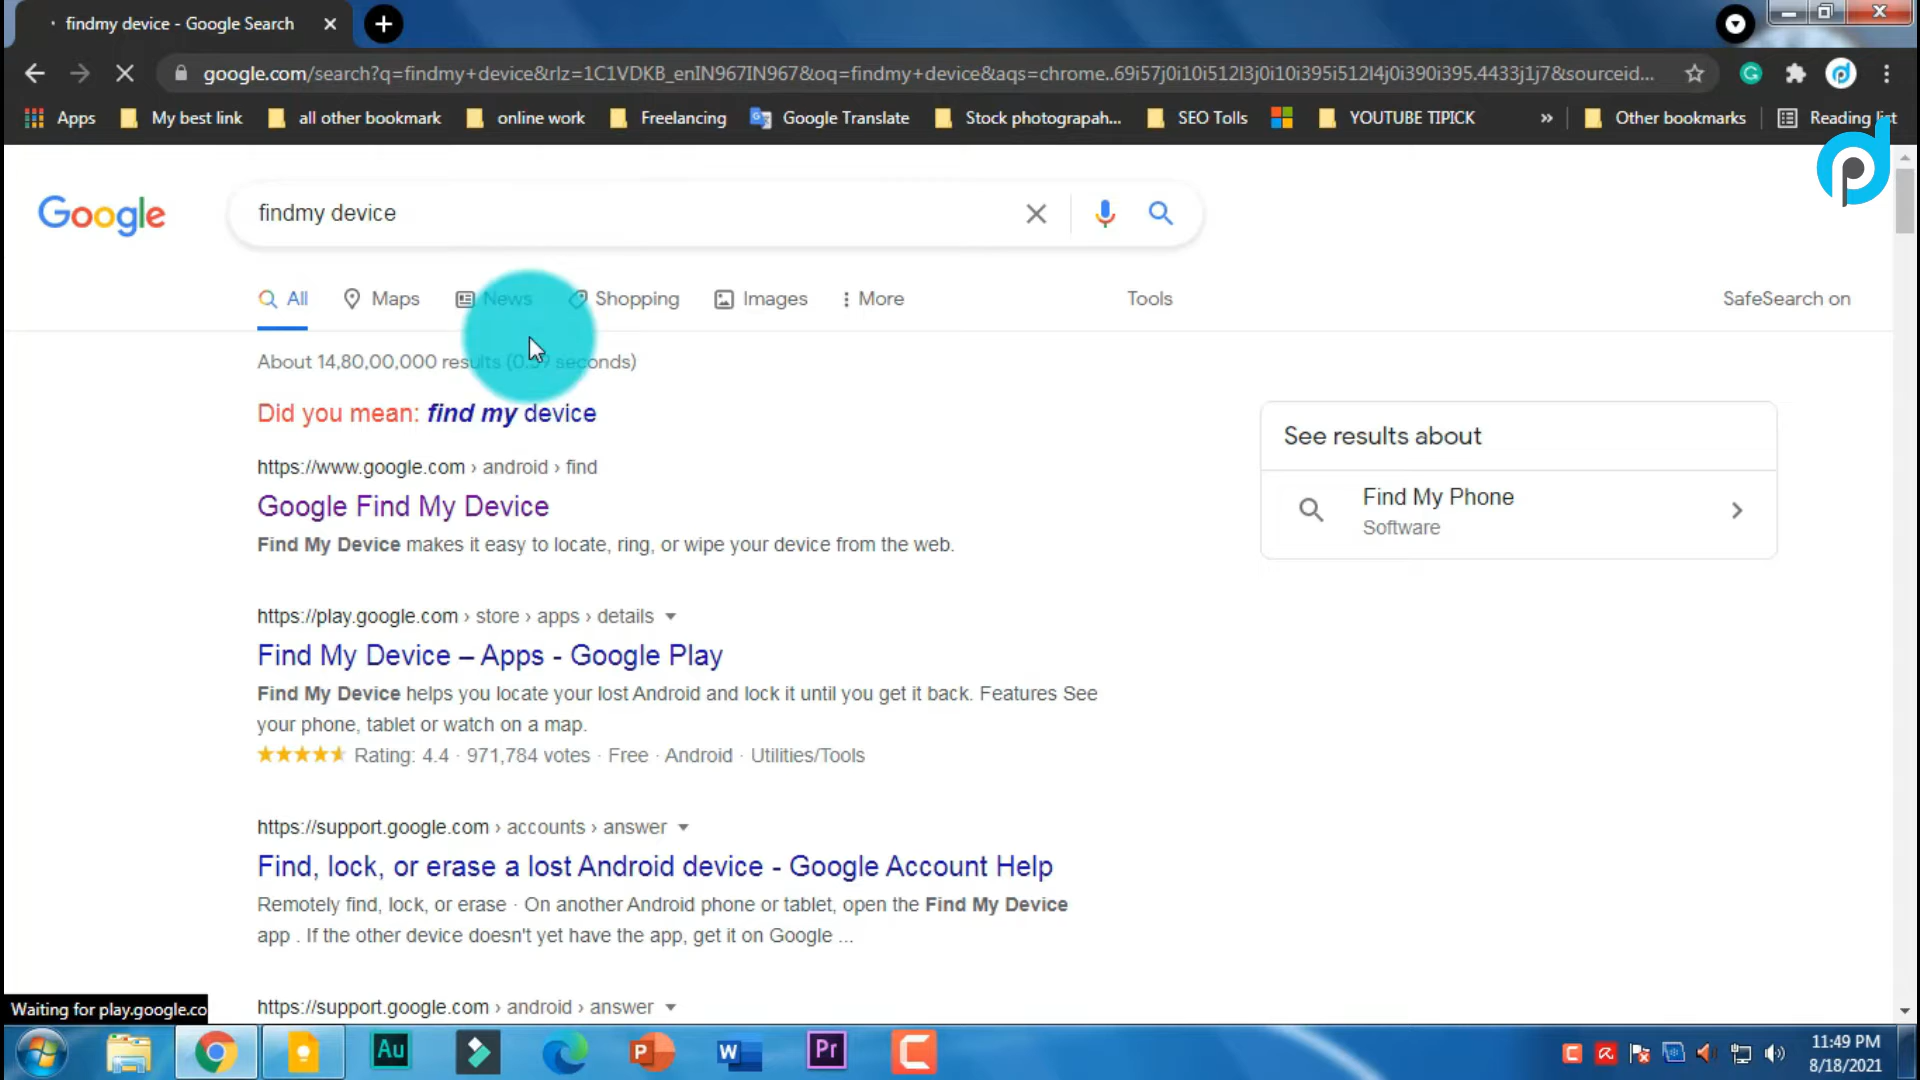 findmy device - Google Search
google.com/search?q=findmy+device&rlz=1C1VDKB_enIN967IN967&oq=findmy+device&aqs=chrome..69i57j0i10i512l3j0i10i395i512l4j0i390i395.4433j1j7&sourceid...
Apps My best link all other bookmark online work Freelancing Google Translate Stock photograpah... SEO Tolls YOUTUBE TIPICK » Other bookmarks Reading list
Google findmy device
All Maps News Shopping Images More Tools SafeSearch on
About 14,80,00,000 results (0.59 seconds)
Did you mean: find my device
See results about
https://www.google.com › android › find
Google Find My Device
Find My Phone
Software
Find My Device makes it easy to locate, ring, or wipe your device from the web.
https://play.google.com › store › apps › details
Find My Device – Apps - Google Play
Find My Device helps you locate your lost Android and lock it until you get it back. Features See
your phone, tablet or watch on a map.
Rating: 4.4 · 971,784 votes · Free · Android · Utilities/Tools
https://support.google.com › accounts › answer
Find, lock, or erase a lost Android device - Google Account Help
Remotely find, lock, or erase · On another Android phone or tablet, open the Find My Device
app . If the other device doesn't yet have the app, get it on Google ...
https://support.google.com › android › answer
Waiting for play.google.co
Au P W Pr C
11:49 PM
8/18/2021